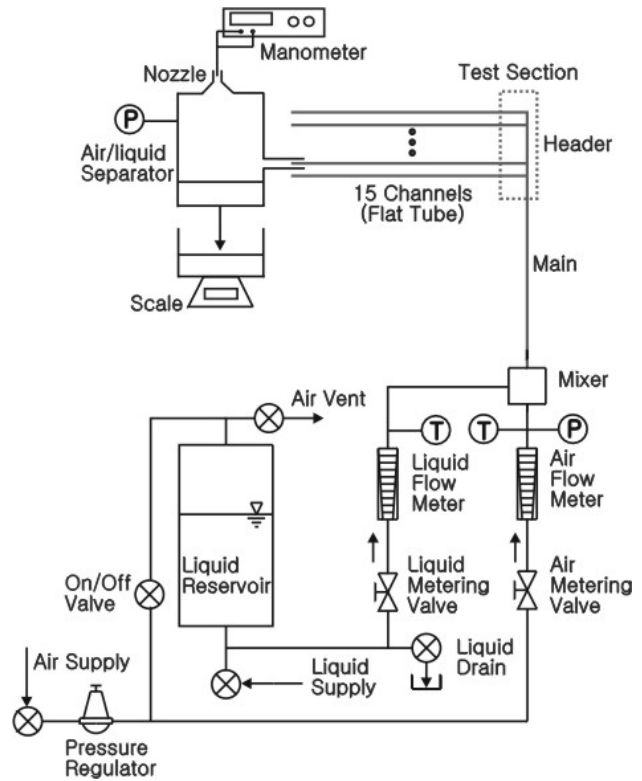 Manometer
Nozzle
Test Section
P
Air/liquid
Separator
Header
15 Channels
(Flat Tube)
Main
Scale
Mixer
Air Vent
T
T
P
Liquid
Flow
Meter
Air
Flow
Meter
On/Off
Valve
Liquid
Reservoir
Liquid
Metering
Valve
Air
Metering
Valve
Air Supply
Liquid
Supply
Liquid
Drain
Pressure
Regulator